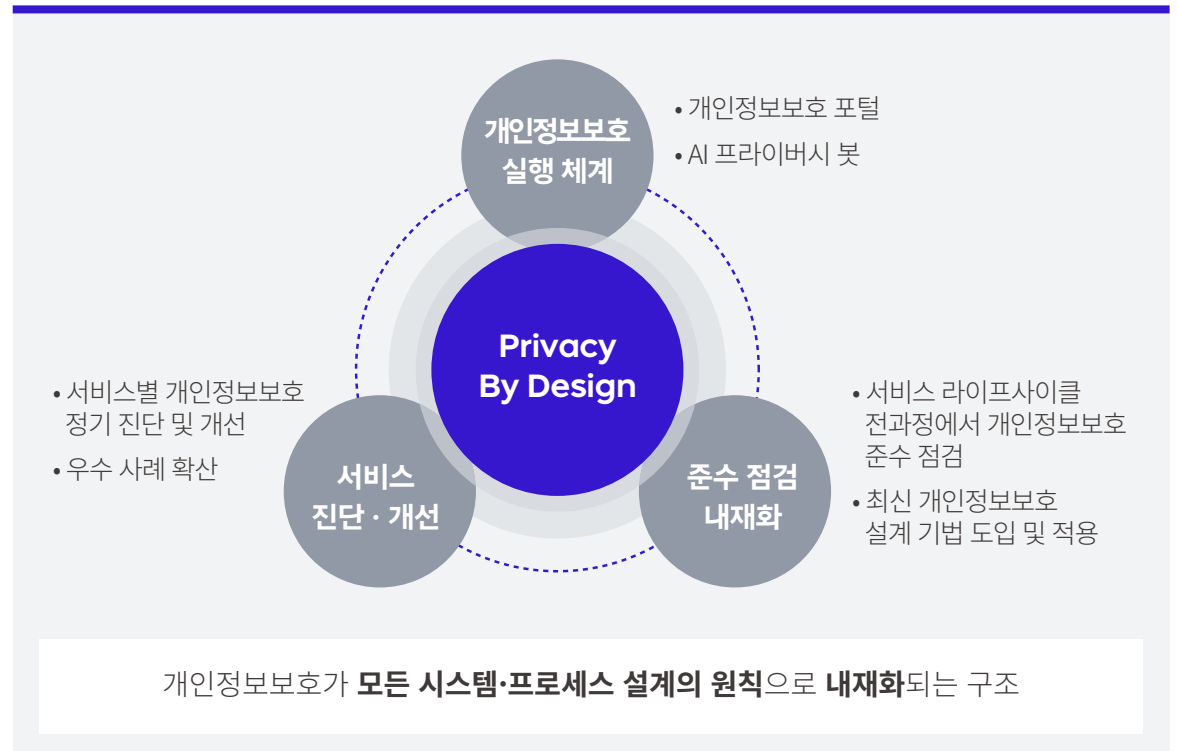 개인정보보호
실행 체계
• 개인정보보호 포털
• AI 프라이버시 봇
Privacy
By Design
• 서비스별 개인정보보호
정기 진단 및 개선
• 우수 사례 확산
서비스
진단 · 개선
준수 점검
내재화
• 서비스 라이프사이클
전과정에서 개인정보보호
준수 점검
• 최신 개인정보보호
설계 기법 도입 및 적용
개인정보보호가 모든 시스템·프로세스 설계의 원칙으로 내재화되는 구조